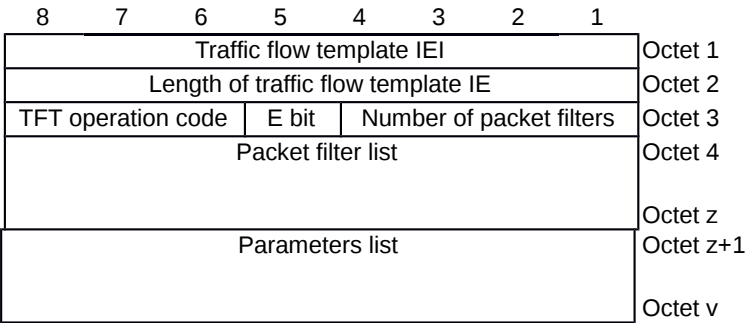 8 7 6 5 4 3 2 1
Traffic flow template IEI Octet 1
Length of traffic flow template IE Octet 2
TFT operation code E bit Number of packet filters Octet 3
Packet filter list Octet 4
Octet z
Parameters list Octet z+1
Octet v